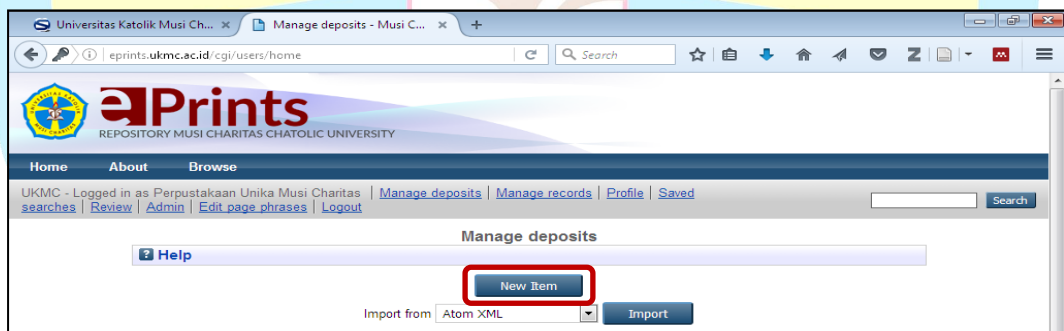 Universitas Katolik Musi Ch... × Manage deposits - Musi C... × +
eprints.ukmc.ac.id/cgi/users/home Search
ePrints
REPOSITORY MUSI CHARITAS CHATOLIC UNIVERSITY
Home About Browse
UKMC - Logged in as Perpustakaan Unika Musi Charitas | Manage deposits | Manage records | Profile | Saved
searches | Review | Admin | Edit page phrases | Logout
Search
Manage deposits
? Help
New Item
Import from Atom XML Import